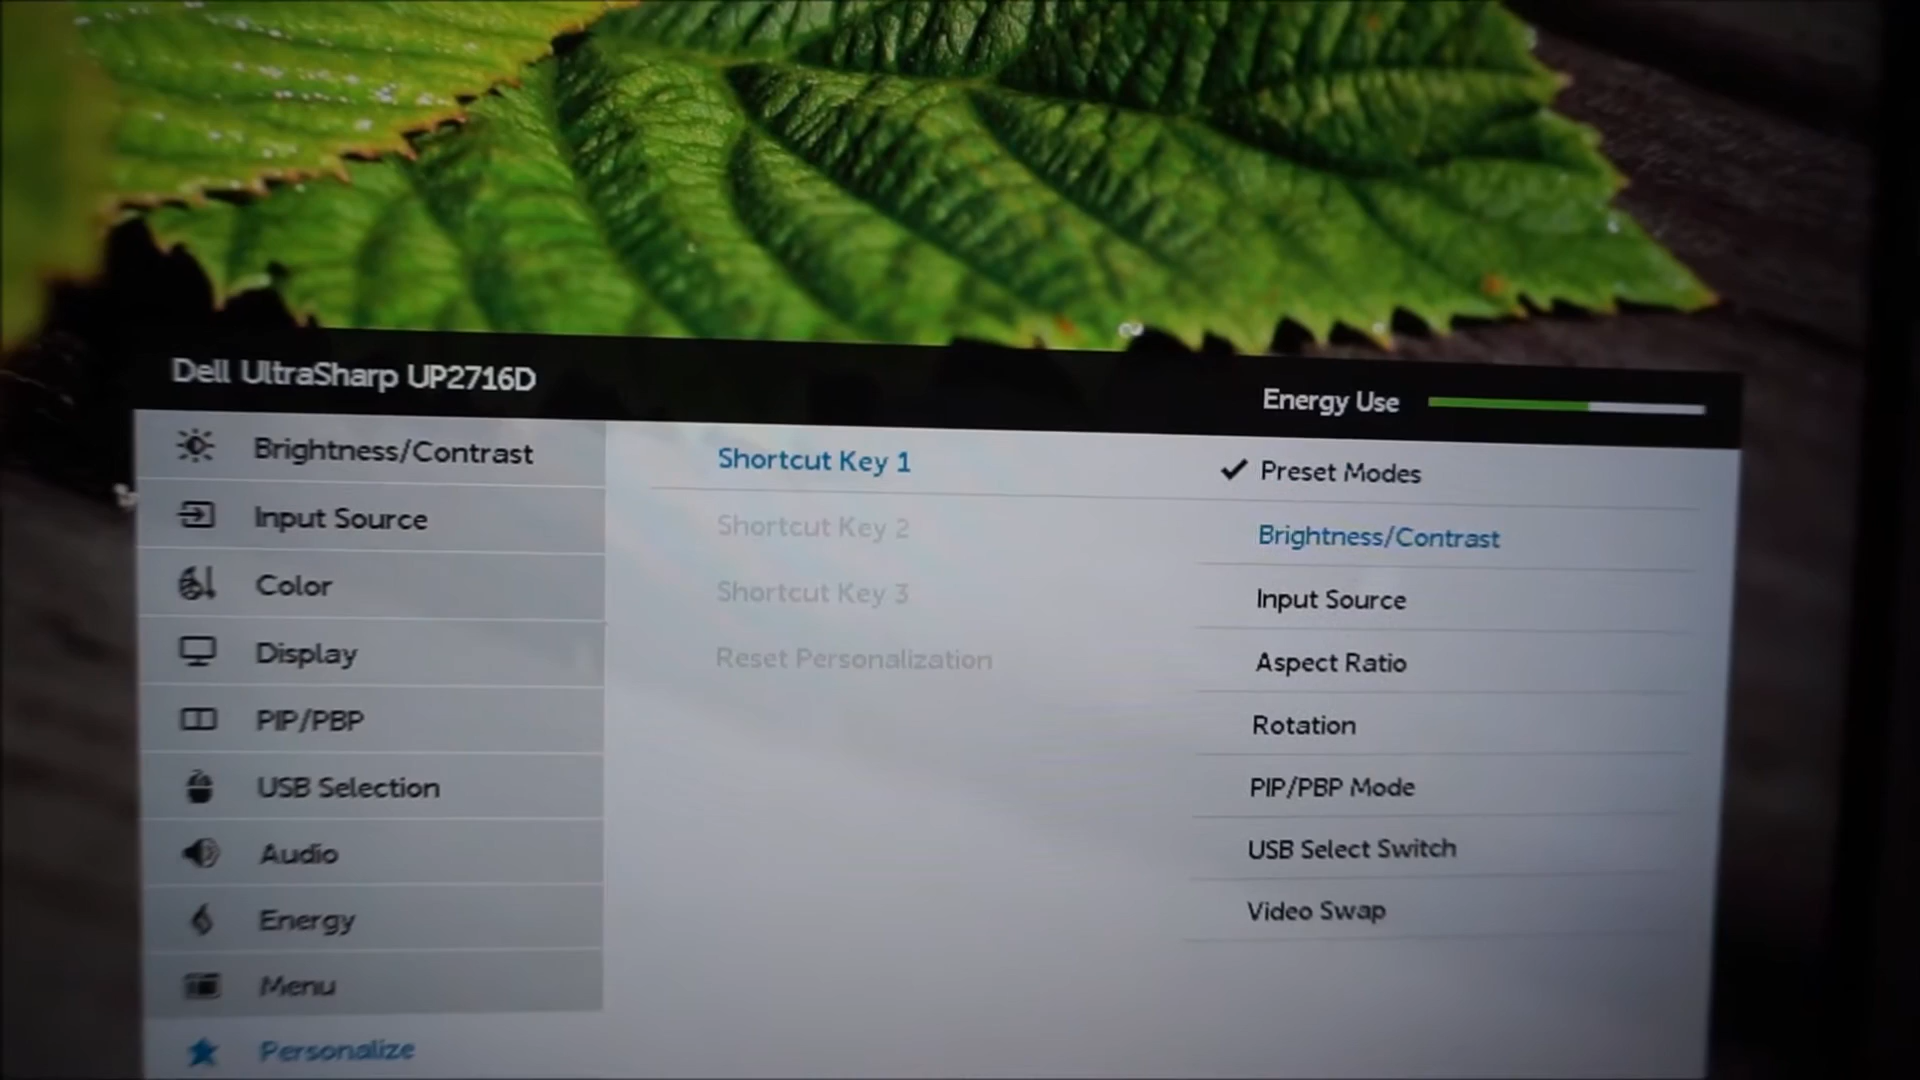 Dell UltraSharp UP2716D
Energy Use
Brightness/Contrast
Input Source
Color
Display
PIP/PBP
USB Selection
Audio
Energy
Menu
Personalize
Shortcut Key 1
Shortcut Key 2
Shortcut Key 3
Reset Personalization
Preset Modes
Brightness/Contrast
Input Source
Aspect Ratio
Rotation
PIP/PBP Mode
USB Select Switch
Video Swap